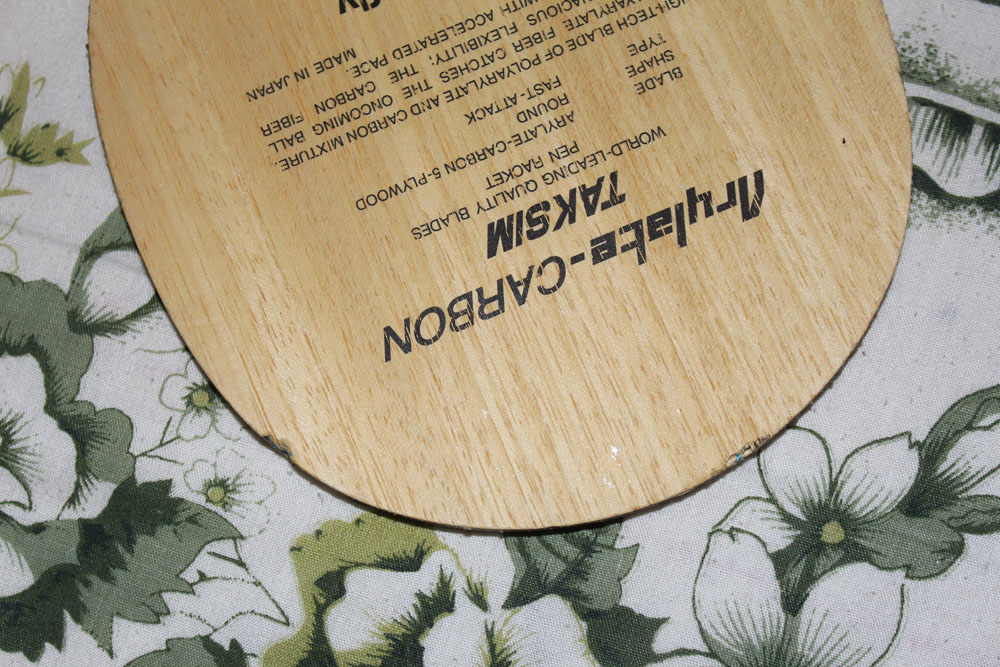 Arylate-CARBON
TAKSIM
WORLD-LEADING QUALITY BLADES
PEN RACKET
BLADE ARYLATE-CARBON 5-PLYWOOD
SHAPE ROUND
TYPE FAST-ATTACK
HIGH-TECH BLADE OF POLYARYLATE AND CARBON MIXTURE.
FIBER CATCHES THE ONCOMING BALL
FLEXIBILITY; THE CARBON FIBER
WITH ACCELERATED PACE.
MADE IN JAPAN